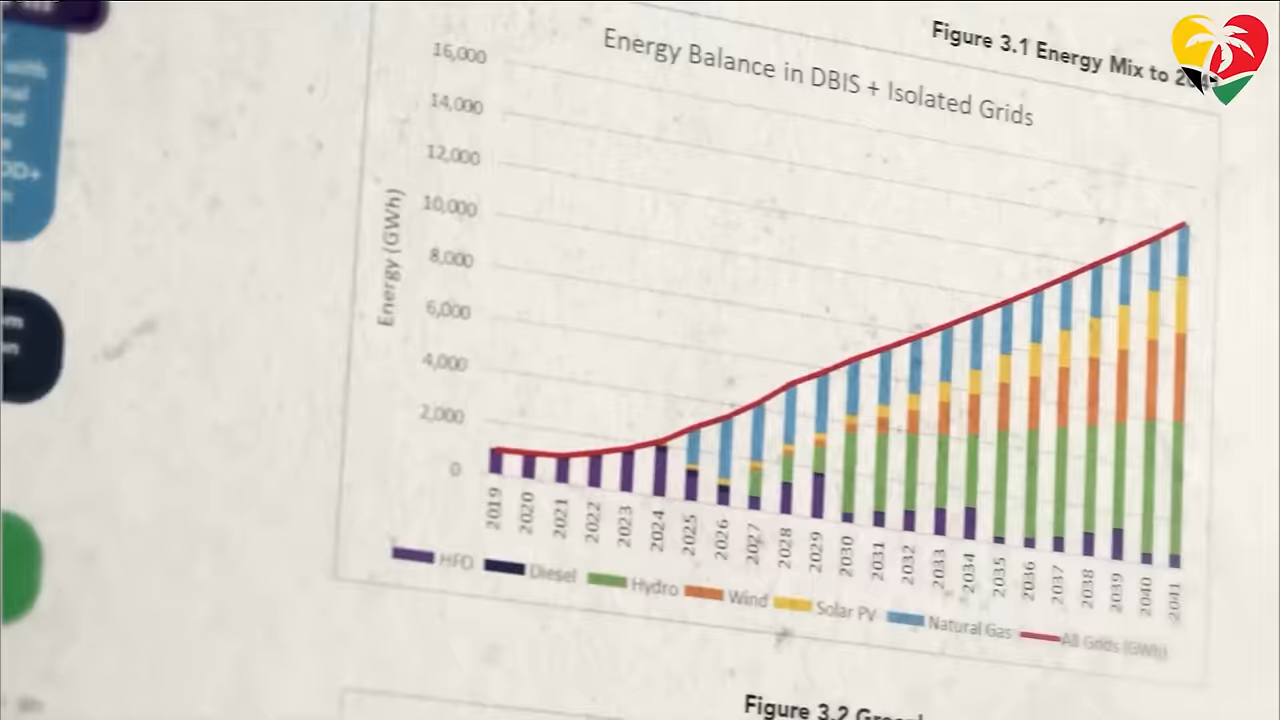 Figure 3.1 Energy Mix to
Energy Balance in DBIS + Isolated Grids
Energy (GWh)
16,000
14,000
12,000
10,000
8,000
6,000
4,000
2,000
0
2019
2020
2021
2022
2023
2024
2025
2026
2027
2028
2029
2030
2031
2032
2033
2034
2035
2036
2037
2038
2039
2040
2041
HFO
Diesel
Hydro
Wind
Solar PV
Natural Gas
All Grids (GWh)
Figure 3.2